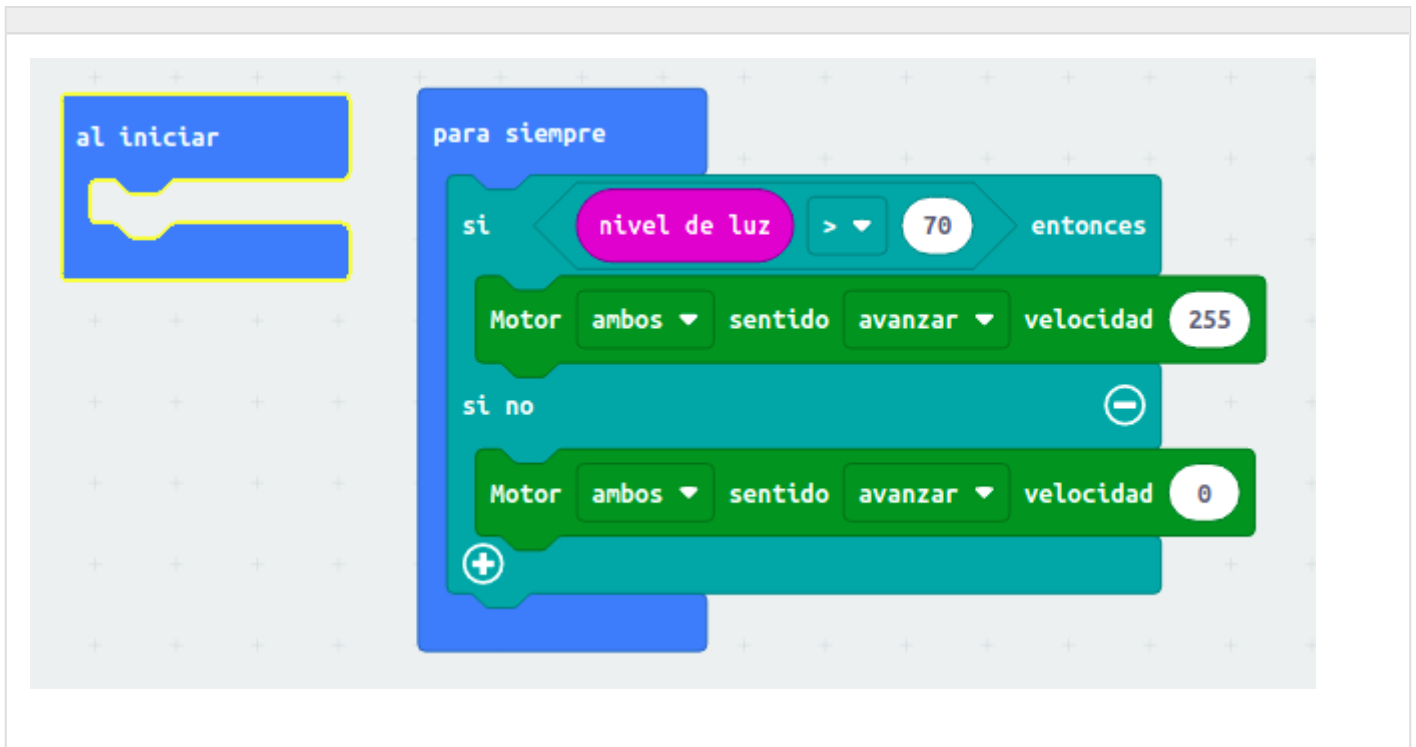 al iniciar
para siempre
si nivel de luz > 70 entonces
Motor ambos sentido avanzar velocidad 255
si no
Motor ambos sentido avanzar velocidad 0